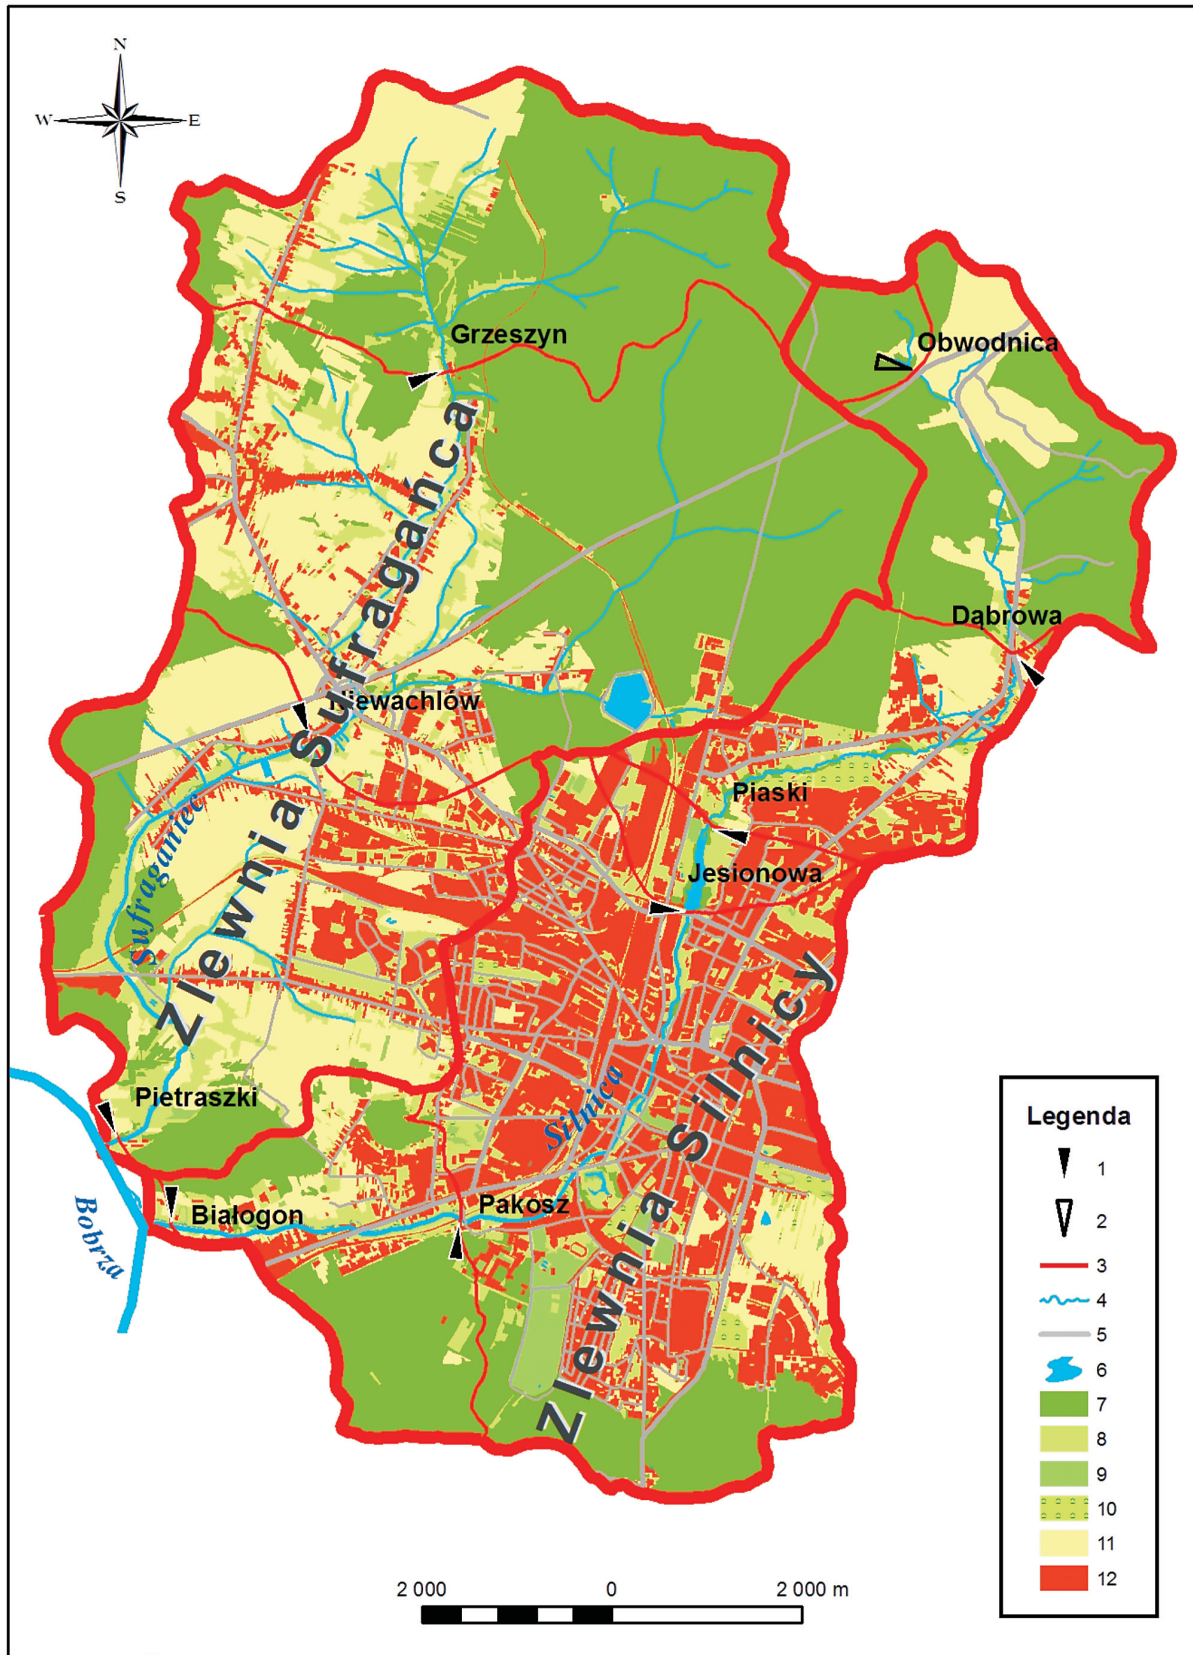 N
W E
S
Grzeszyn
Obwodnica
Dąbrowa
Niewachlów
Piaski
Jesionowa
Sufraganiec
Zlewnia Sufragańca
Zlewnia Silnicy
Silnica
Pietraszki
Białogon
Pakosz
Bobrza
Legenda
1
2
3
4
5
6
7
8
9
10
11
12
2 000 0 2 000 m